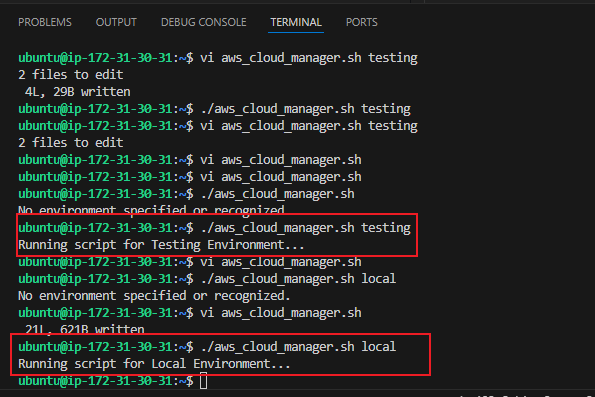 PROBLEMS OUTPUT DEBUG CONSOLE TERMINAL PORTS
ubuntu@ip-172-31-30-31:~$ vi aws_cloud_manager.sh testing
2 files to edit
4L, 29B written
ubuntu@ip-172-31-30-31:~$ ./aws_cloud_manager.sh testing
ubuntu@ip-172-31-30-31:~$ vi aws_cloud_manager.sh testing
2 files to edit
ubuntu@ip-172-31-30-31:~$ vi aws_cloud_manager.sh
ubuntu@ip-172-31-30-31:~$ vi aws_cloud_manager.sh
ubuntu@ip-172-31-30-31:~$ ./aws_cloud_manager.sh
No environment specified or recognized.
ubuntu@ip-172-31-30-31:~$ ./aws_cloud_manager.sh testing
Running script for Testing Environment...
ubuntu@ip-172-31-30-31:~$ vi aws_cloud_manager.sh
ubuntu@ip-172-31-30-31:~$ ./aws_cloud_manager.sh local
No environment specified or recognized.
ubuntu@ip-172-31-30-31:~$ vi aws_cloud_manager.sh
21L, 621B written
ubuntu@ip-172-31-30-31:~$ ./aws_cloud_manager.sh local
Running script for Local Environment...
ubuntu@ip-172-31-30-31:~$